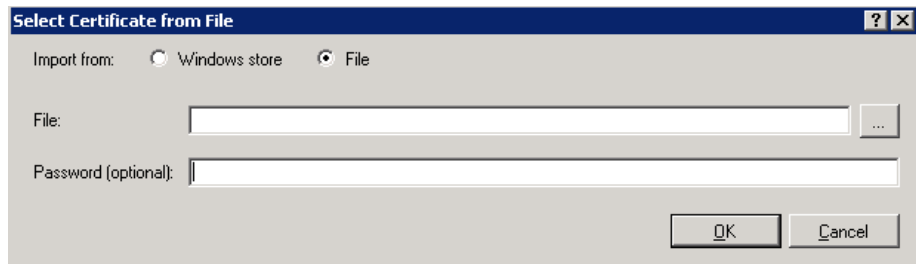 Select Certificate from File
Import from: Windows store File
File: ...
Password (optional):
OK Cancel